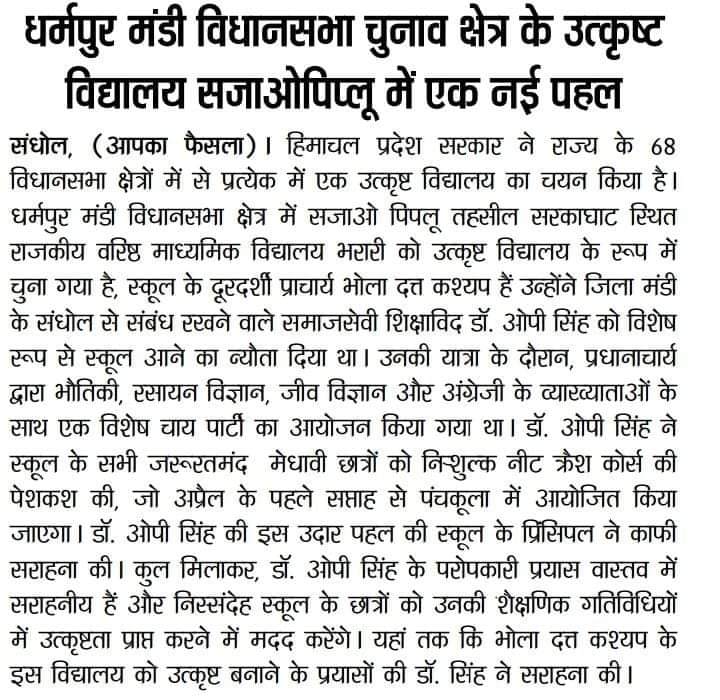 धर्मपुर मंडी विधानसभा चुनाव क्षेत्र के उत्कृष्ट
विद्यालय सजाओपिप्लू में एक नई पहल
संधोल, (आपका फैसला)। हिमाचल प्रदेश सरकार ने राज्य के 68
विधानसभा क्षेत्रों में से प्रत्येक में एक उत्कृष्ट विद्यालय का चयन किया है।
धर्मपुर मंडी विधानसभा क्षेत्र में सजाओ पिपलू तहसील सरकाघाट स्थित
राजकीय वरिष्ठ माध्यमिक विद्यालय भरारी को उत्कृष्ट विद्यालय के रूप में
चुना गया है, स्कूल के दूरदर्शी प्राचार्य भोला दत्त कश्यप हैं उन्होंने जिला मंडी
के संधोल से संबंध रखने वाले समाजसेवी शिक्षाविद डॉ. ओपी सिंह को विशेष
रूप से स्कूल आने का न्यौता दिया था। उनकी यात्रा के दौरान, प्रधानाचार्य
द्वारा भौतिकी, रसायन विज्ञान, जीव विज्ञान और अंग्रेजी के व्याख्याताओं के
साथ एक विशेष चाय पार्टी का आयोजन किया गया था। डॉ. ओपी सिंह ने
स्कूल के सभी जरूरतमंद मेधावी छात्रों को निःशुल्क नीट क्रैश कोर्स की
पेशकश की, जो अप्रैल के पहले सप्ताह से पंचकूला में आयोजित किया
जाएगा। डॉ. ओपी सिंह की इस उदार पहल की स्कूल के प्रिंसिपल ने काफी
सराहना की। कुल मिलाकर, डॉ. ओपी सिंह के परोपकारी प्रयास वास्तव में
सराहनीय हैं और निस्संदेह स्कूल के छात्रों को उनकी शैक्षणिक गतिविधियों
में उत्कृष्टता प्राप्त करने में मदद करेंगे। यहां तक कि भोला दत्त कश्यप के
इस विद्यालय को उत्कृष्ट बनाने के प्रयासों की डॉ. सिंह ने सराहना की।